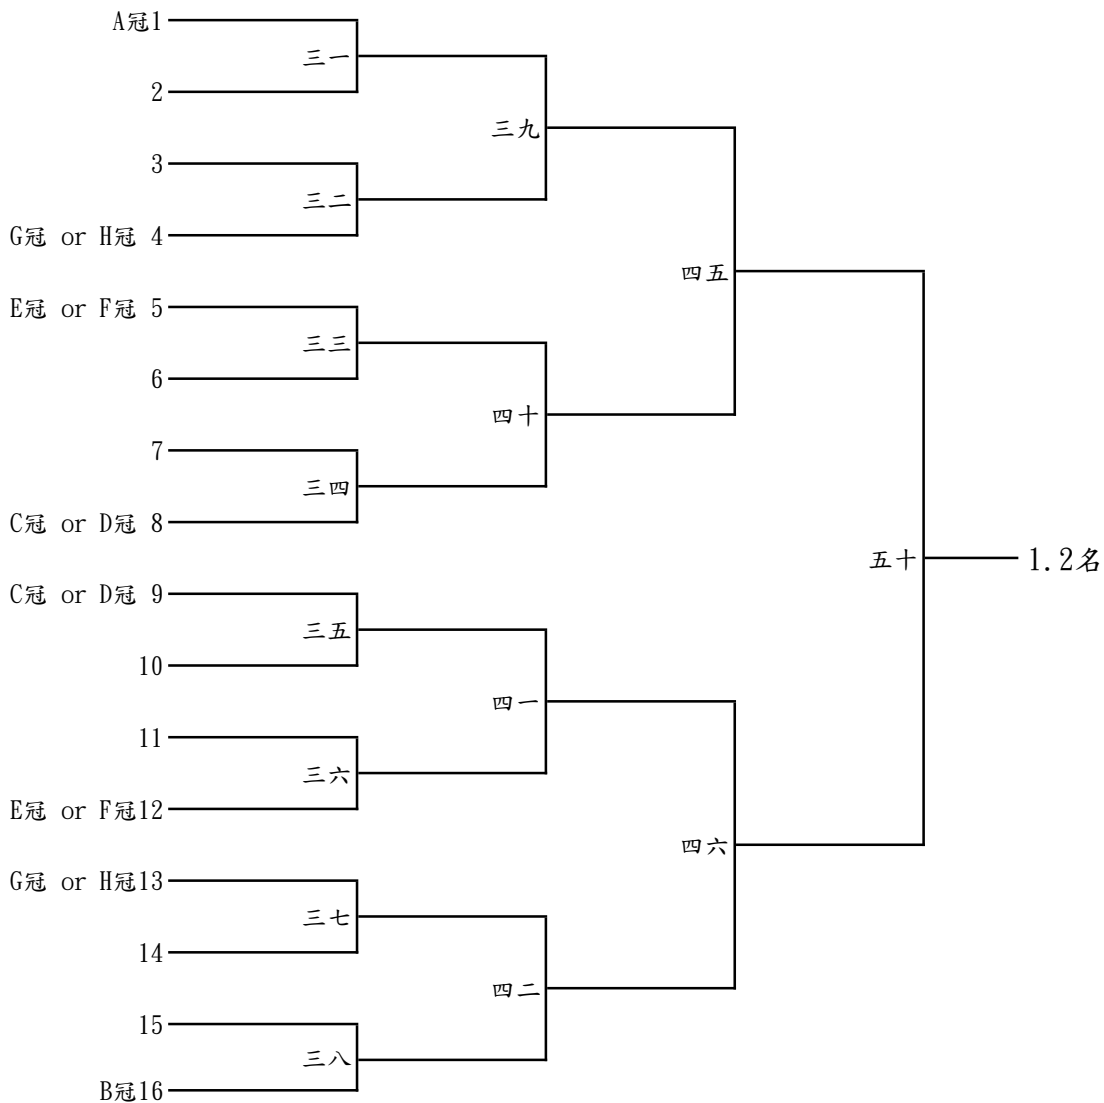 A冠1
三一
2
三九
3
三二
G冠 or H冠 4
四五
E冠 or F冠 5
三三
6
四十
7
三四
C冠 or D冠 8
五十
1.2名
C冠 or D冠 9
三五
10
四一
11
三六
E冠 or F冠12
四六
G冠 or H冠13
三七
14
四二
15
三八
B冠16